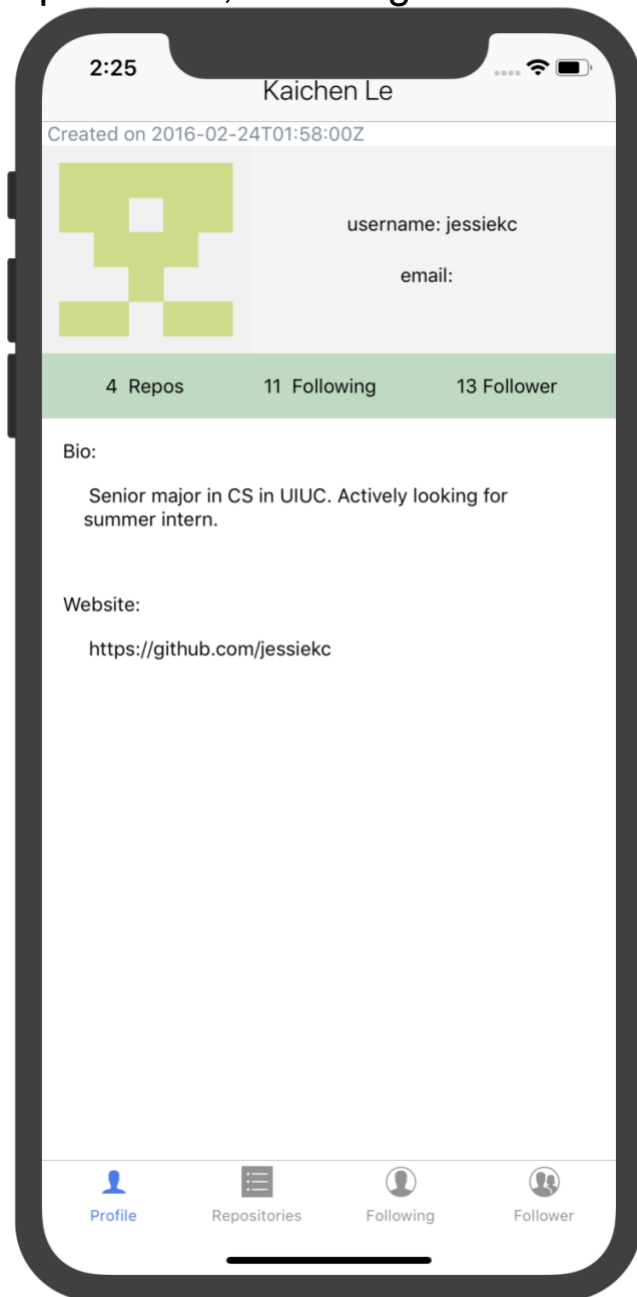 2:25
Kaichen Le
Created on 2016-02-24T01:58:00Z
username: jessiekc
email:
4 Repos 11 Following 13 Follower
Bio:
Senior major in CS in UIUC. Actively looking for
summer intern.
Website:
https://github.com/jessiekc
Profile Repositories Following Follower